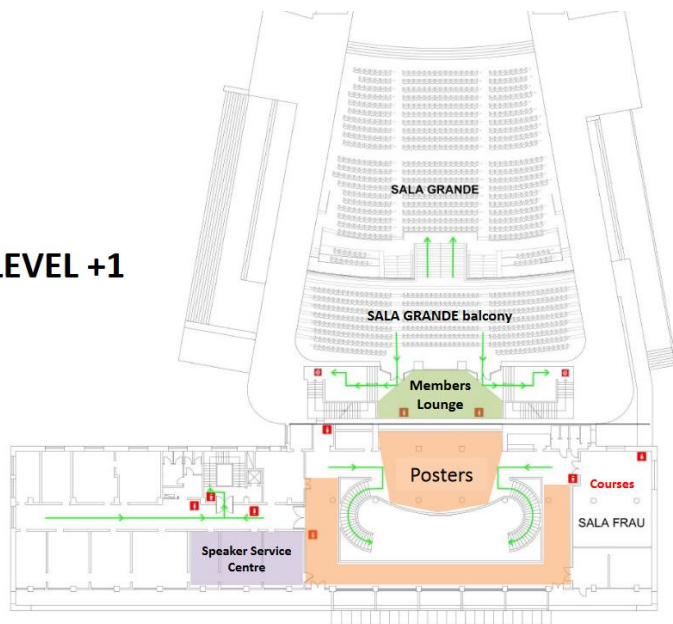 SALA GRANDE
LEVEL +1
SALA GRANDE balcony
Members
Lounge
Posters
Courses
SALA FRAU
Speaker Service
Centre